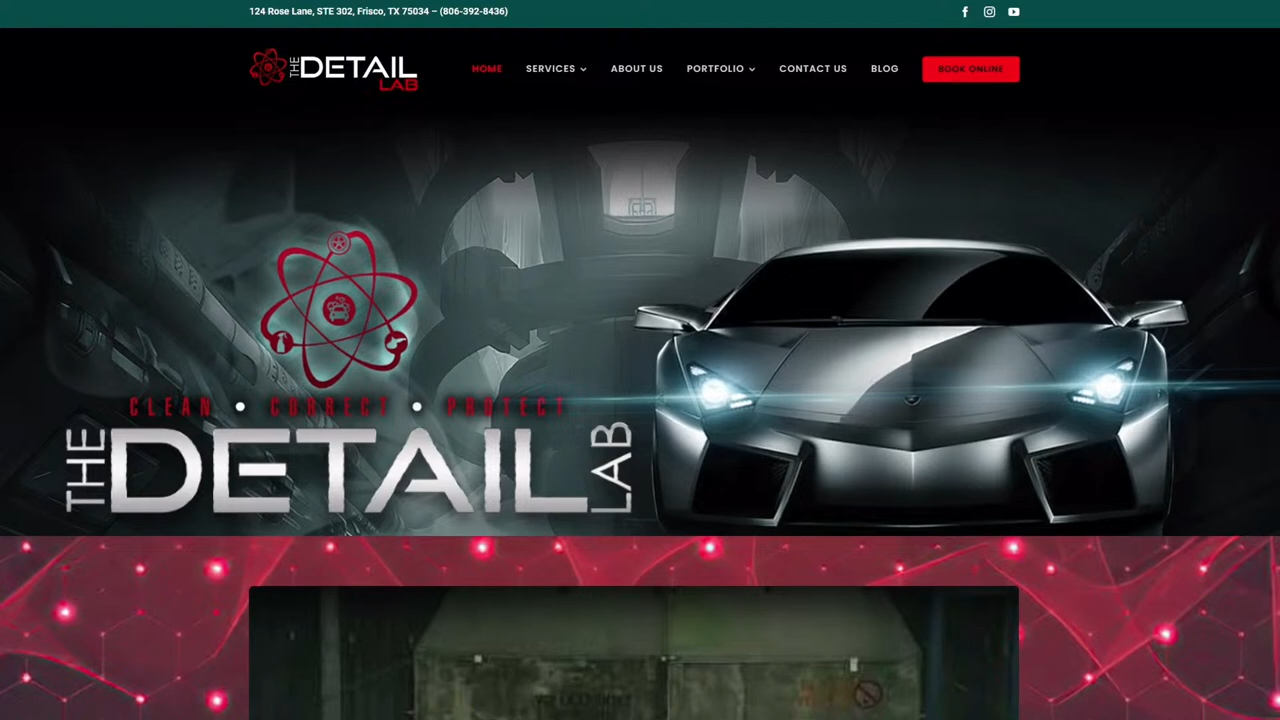 124 Rose Lane, STE 302, Frisco, TX 75034 – (806-392-8436)
THE DETAIL LAB
HOME SERVICES ABOUT US PORTFOLIO CONTACT US BLOG BOOK ONLINE
CLEAN • CORRECT • PROTECT
THE DETAIL LAB